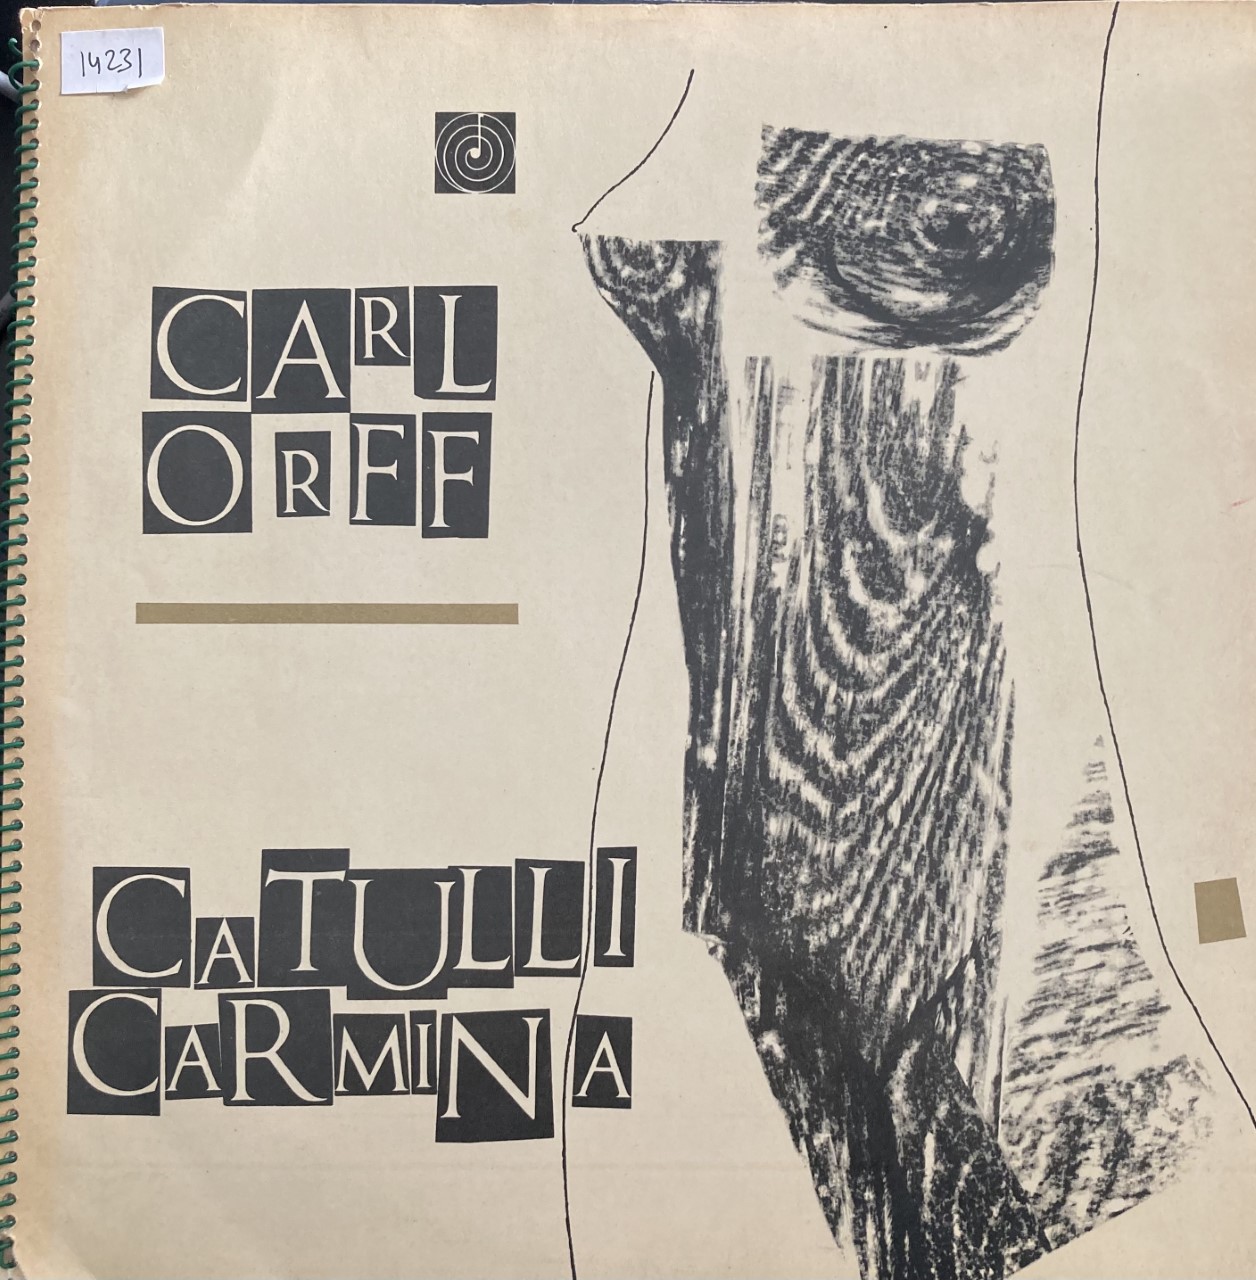 14231
CARL
ORFF
CATULLI
CARMINA